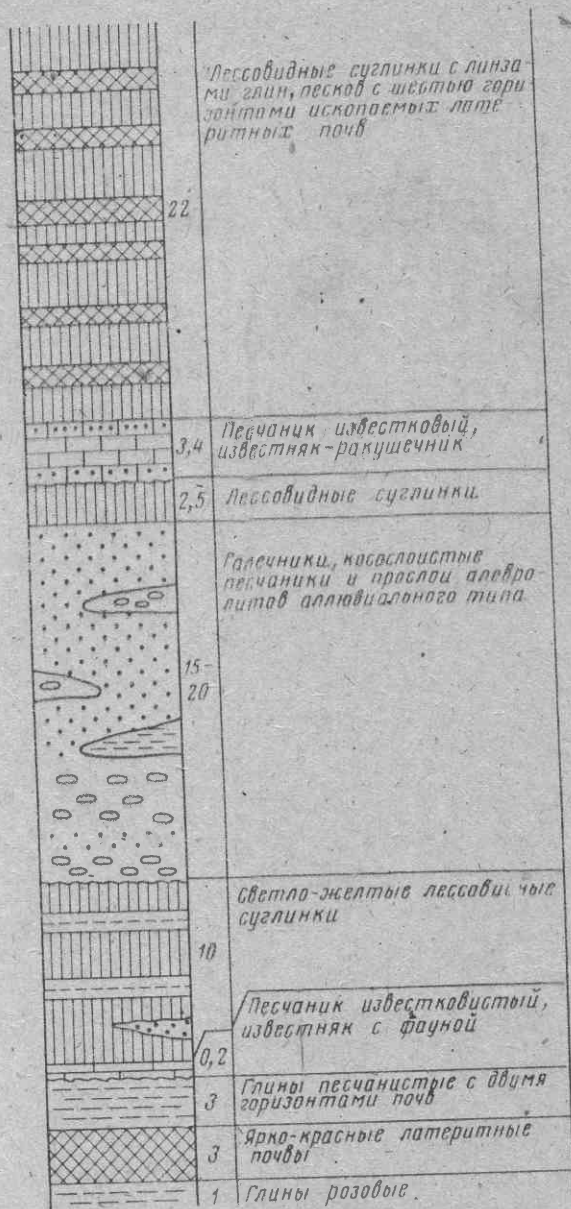 Лессовидные суглинки с линза
ми глин, песков с шестью гори
зонтами ископаемых лате
ритных почв
22
Песчаник известковый,
3,4
известняк-ракушечник
2,5
Лессовидные суглинки.
Галечники, косослоистые
песчаники и прослои алевро-
литов аллювиального типа
15-
20
Светло-желтые лессовидные
суглинки
10
Песчаник известковистый,
известняк с фауной
0,2
Глины песчанистые с двумя
3
горизонтами почв
Ярко-красные латеритные
3
почвы
1
Глины розовые.